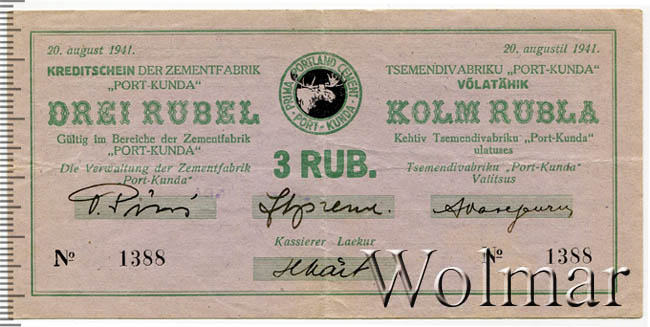 20. august 1941.
KREDITSCHEIN DER ZEMENTFABRIK
„PORT-KUNDA"
DREI RUBEL
Gültig im Bereiche der Zementfabrik
"PORT-KUNDA"
Die Verwaltung der Zementfabrik
„Port-Kunda"
PRIMA PORTLAND CEMENT
PORT-KUNDA
3 RUB.
20. augustil 1941.
TSEMENDIVABRIKU „PORT-KUNDA"
VÕLATÄHIK
KOLM RUBLA
Kehtiv Tsemendivabriku „Port-Kunda"
ulatuses
Tsemendivabriku „Port-Kunda"
Valitsus
Kassierer Laekur
№ 1388
№ 1388
Wolmar